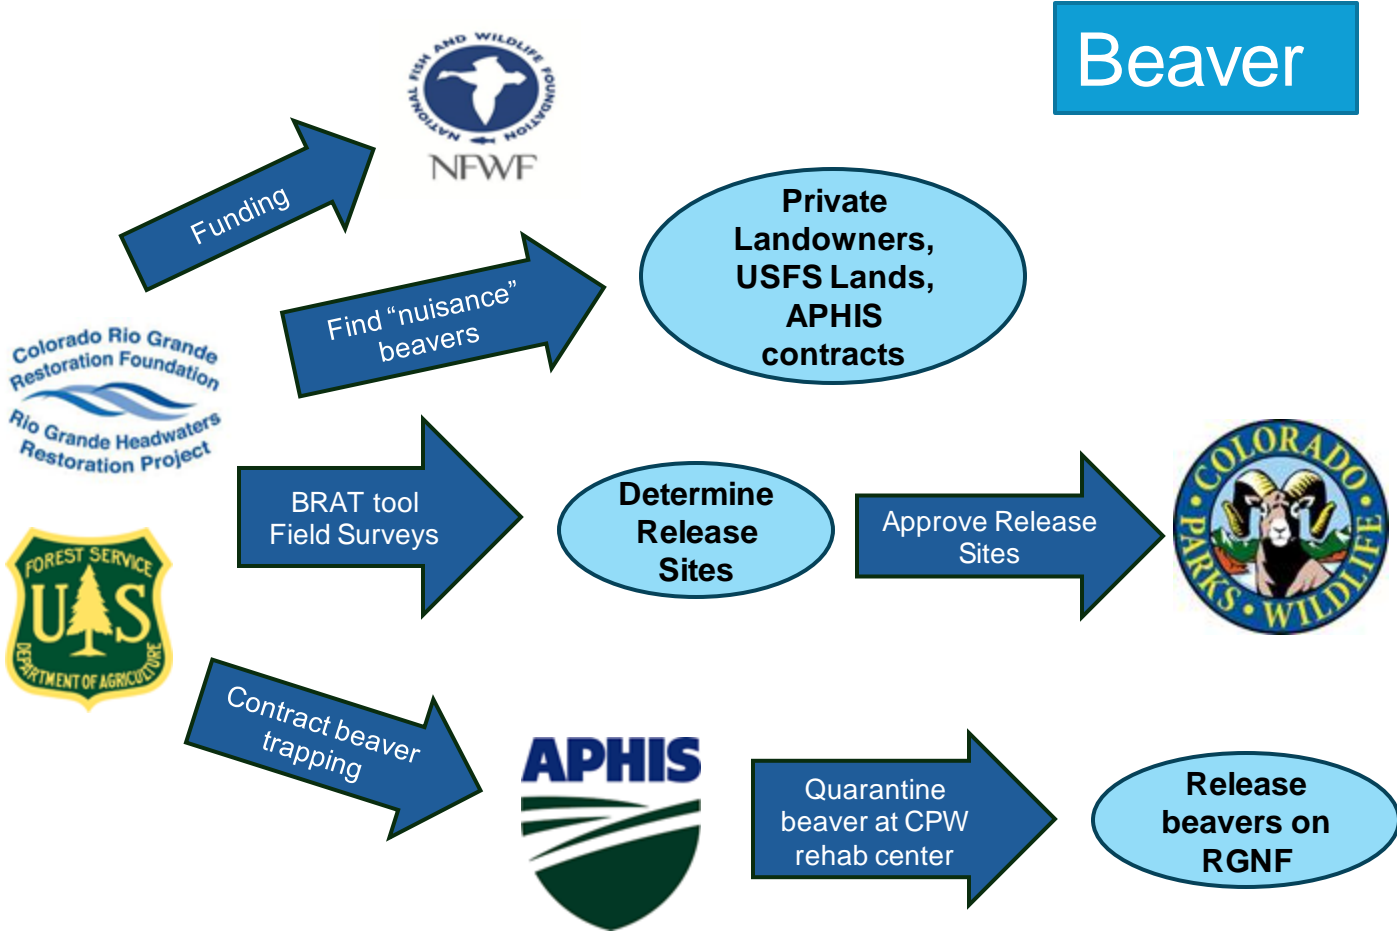 Beaver
NATIONAL FISH AND WILDLIFE FOUNDATION
NFWF
Funding
Private
Landowners,
USFS Lands,
APHIS
contracts
Find “nuisance”
beavers
Colorado Rio Grande
Restoration Foundation
Rio Grande Headwaters
Restoration Project
BRAT tool
Field Surveys
Determine
Release
Sites
Approve Release
Sites
COLORADO
PARKS • WILDLIFE
FOREST SERVICE
U S
DEPARTMENT OF AGRICULTURE
Contract beaver
trapping
APHIS
Quarantine
beaver at CPW
rehab center
Release
beavers on
RGNF